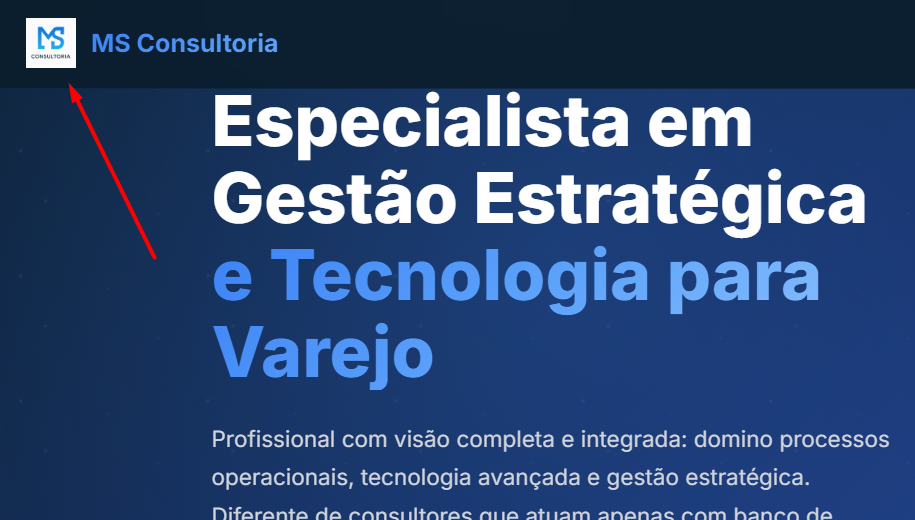 MS
CONSULTORIA
MS Consultoria
Especialista em
Gestão Estratégica
e Tecnologia para
Varejo
Profissional com visão completa e integrada: domino processos
operacionais, tecnologia avançada e gestão estratégica.
Diferente de consultores que atuam apenas com banco de